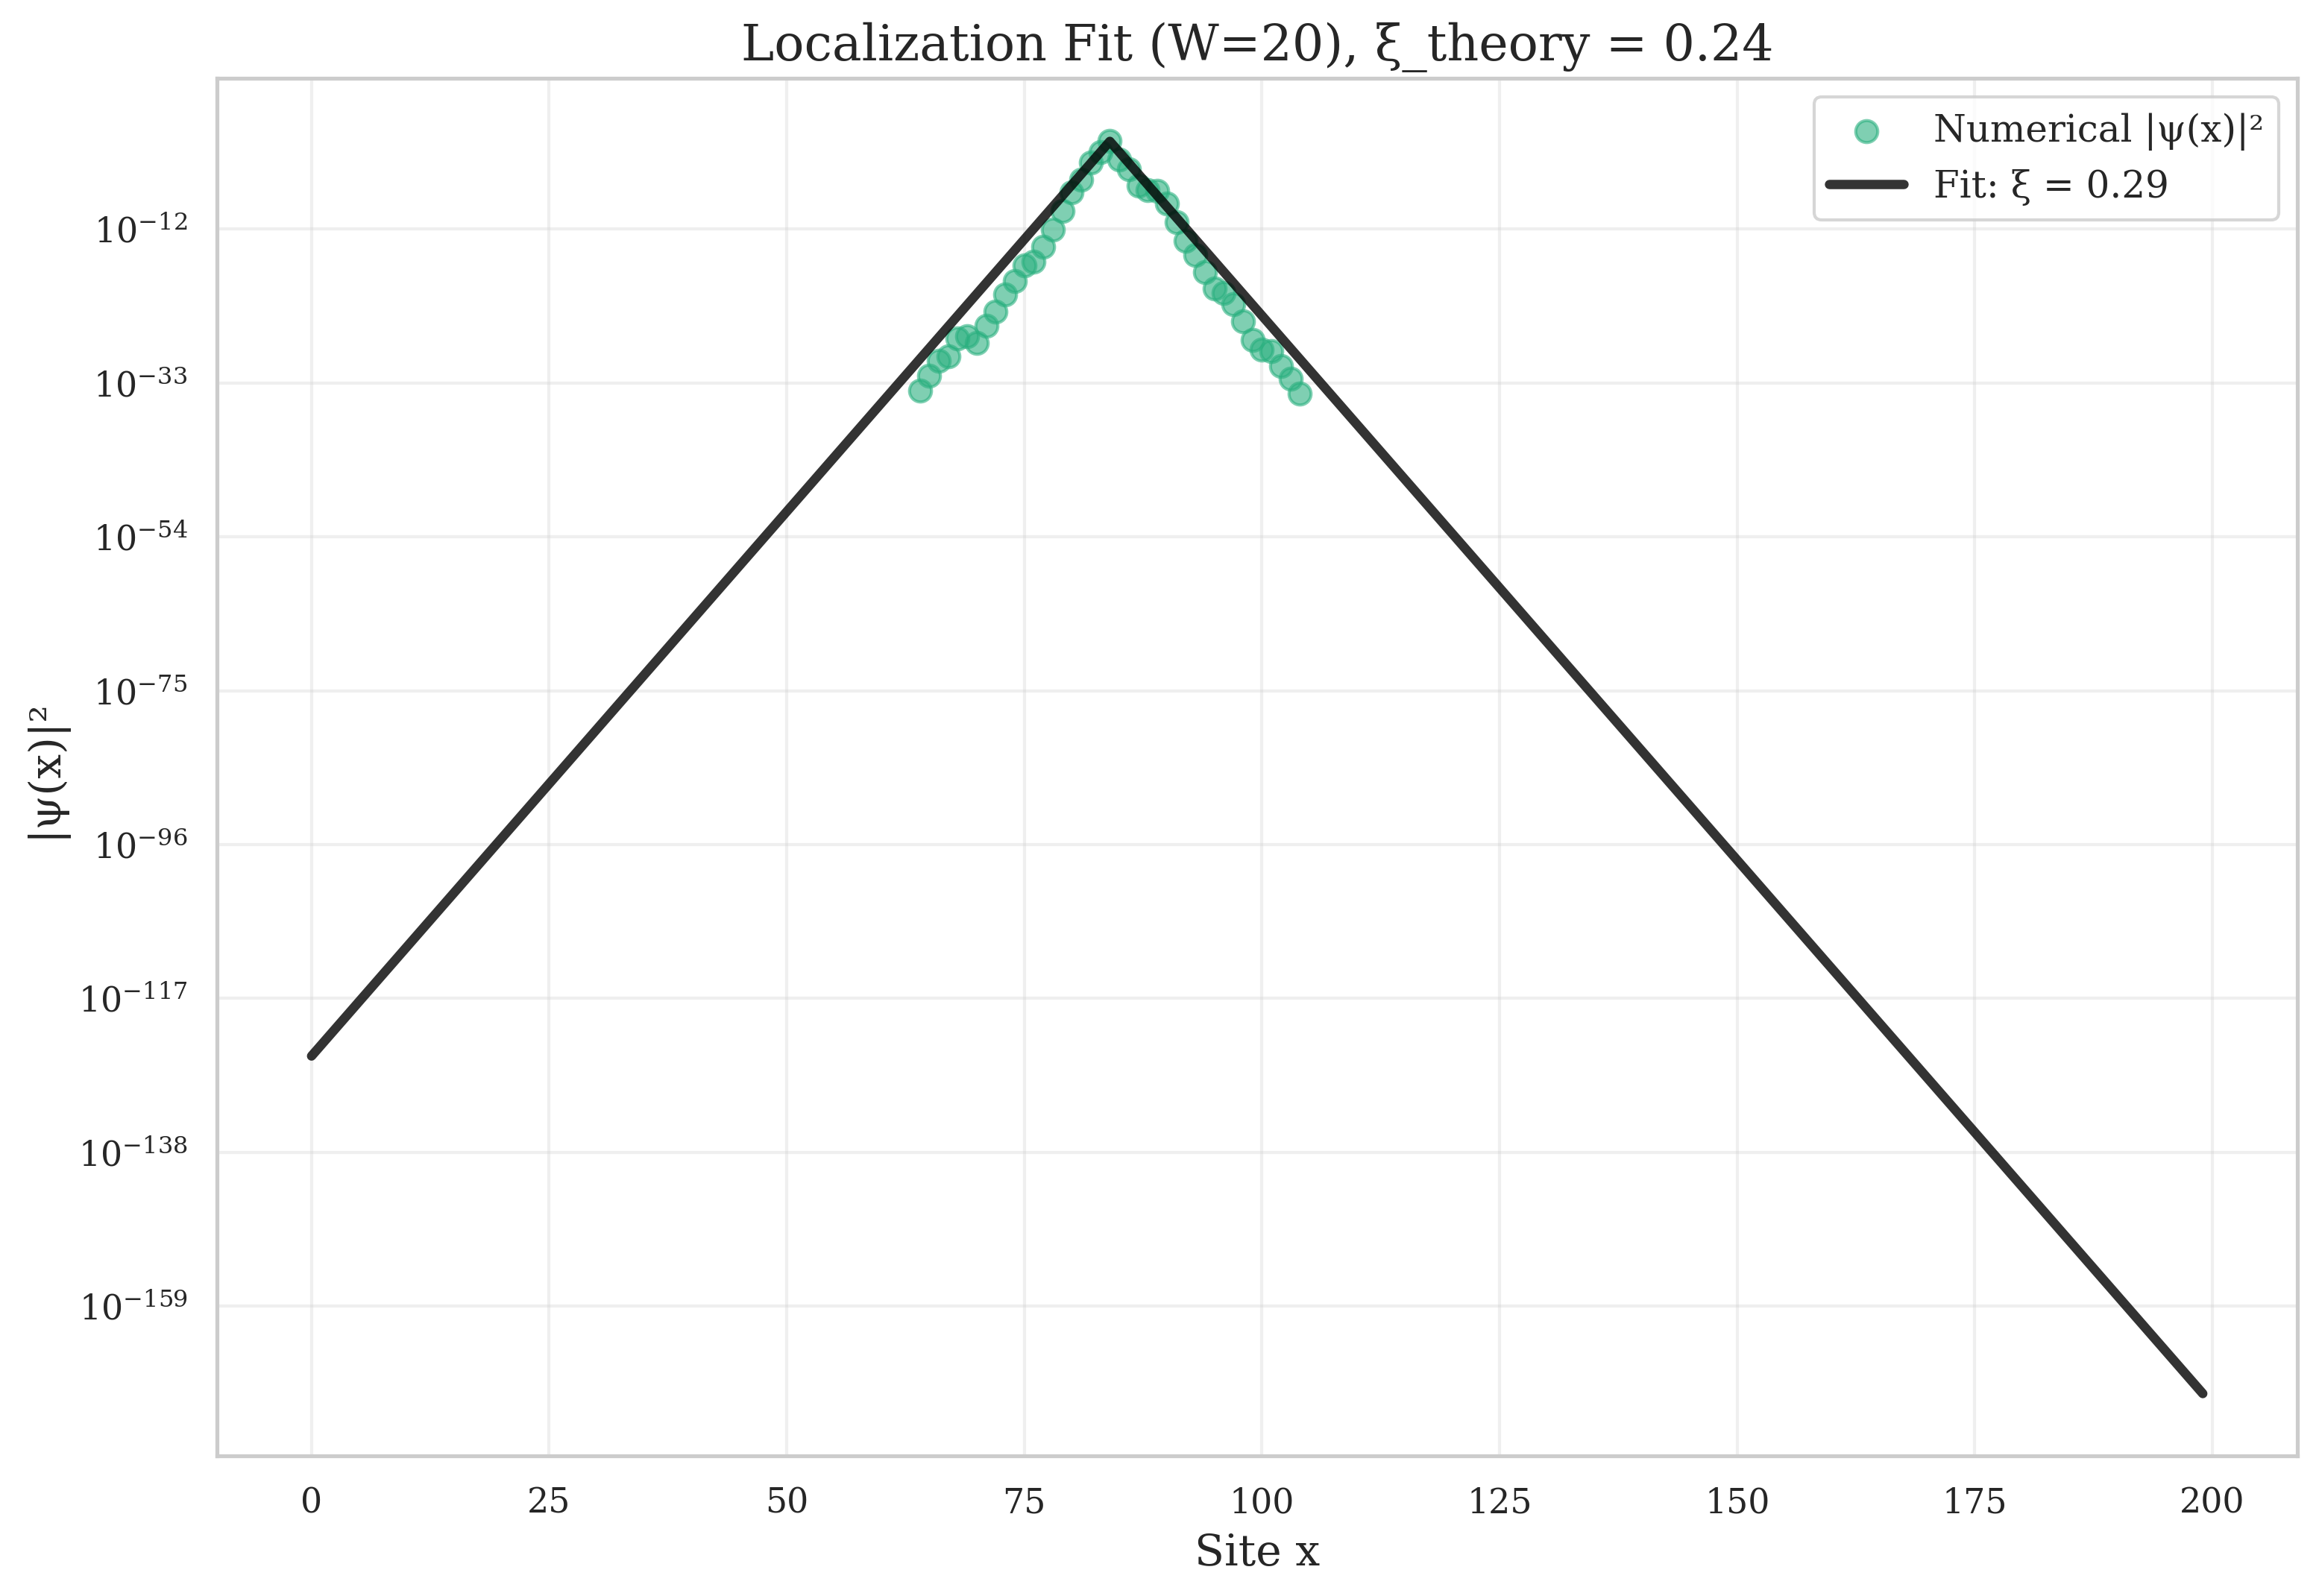 Localization Fit (W=20), ξ_theory = 0.24
Numerical |ψ(x)|²
Fit: ξ = 0.29
|ψ(x)|²
10⁻¹²
10⁻³³
10⁻⁵⁴
10⁻⁷⁵
10⁻⁹⁶
10⁻¹¹⁷
10⁻¹³⁸
10⁻¹⁵⁹
0 25 50 75 100 125 150 175 200
Site x